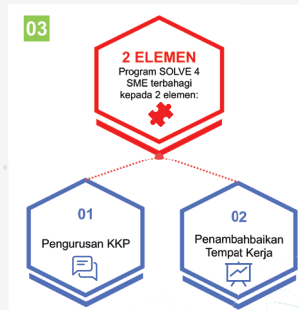 03
2 ELEMEN
Program SOLVE 4
SME terbahagi
kepada 2 elemen:
01
Pengurusan KKP
02
Penambahbaikan
Tempat Kerja